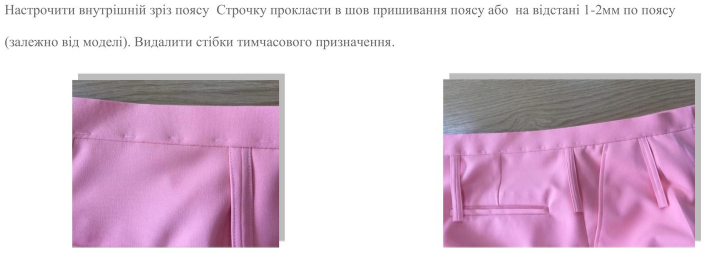 Настрочити внутрішній зріз поясу  Строчку прокласти в шов пришивання поясу або  на відстані 1-2мм по поясу
(залежно від моделі). Видалити стібки тимчасового призначення.